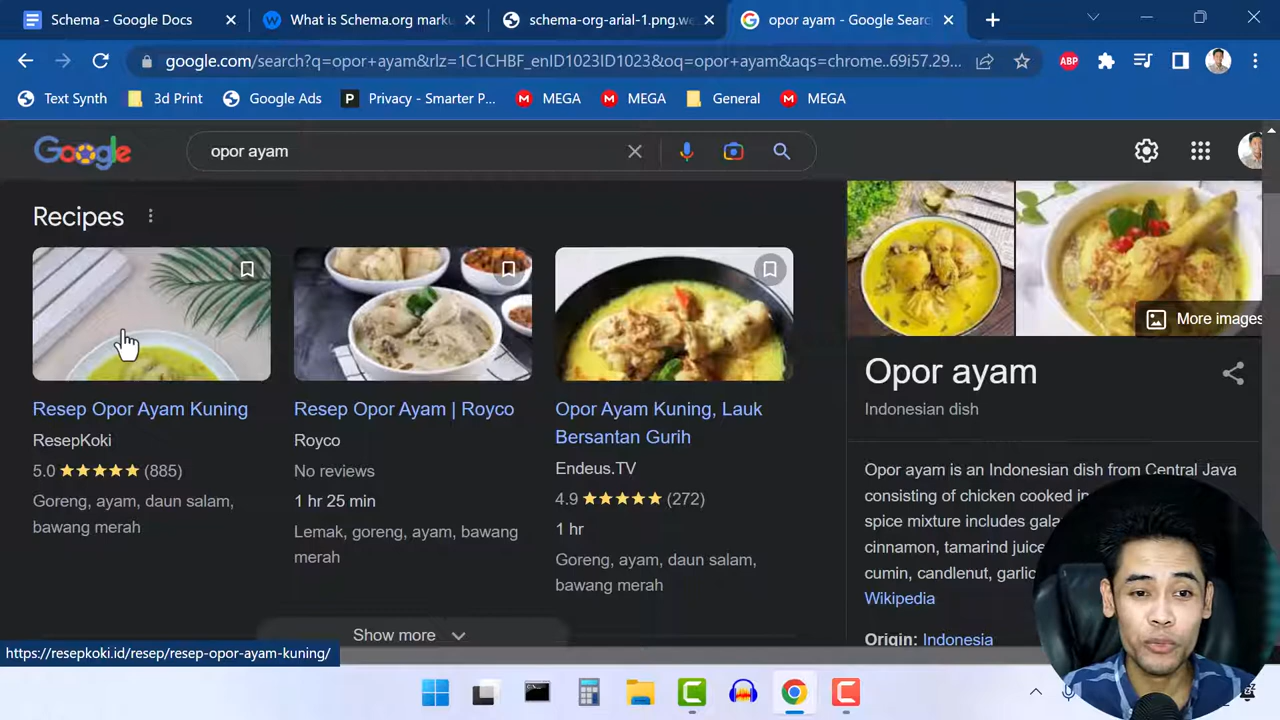 Schema - Google Docs
What is Schema.org marku
schema-org-arial-1.png.we
opor ayam - Google Searc
google.com/search?q=opor+ayam&rlz=1C1CHBF_enID1023ID1023&oq=opor+ayam&aqs=chrome..69i57.29...
ABP
Text Synth
3d Print
Google Ads
P
Privacy - Smarter P...
MEGA
MEGA
General
MEGA
Google
opor ayam
Recipes
Resep Opor Ayam Kuning
ResepKoki
5.0 (885)
Goreng, ayam, daun salam,
bawang merah
Resep Opor Ayam | Royco
Royco
No reviews
1 hr 25 min
Lemak, goreng, ayam, bawang
merah
Opor Ayam Kuning, Lauk
Bersantan Gurih
Endeus.TV
4.9 (272)
1 hr
Goreng, ayam, daun salam,
bawang merah
Show more
More images
Opor ayam
Indonesian dish
Opor ayam is an Indonesian dish from Central Java
consisting of chicken cooked in
spice mixture includes gala
cinnamon, tamarind juice
cumin, candlenut, garlic
Wikipedia
Origin: Indonesia
https://resepkoki.id/resep/resep-opor-ayam-kuning/